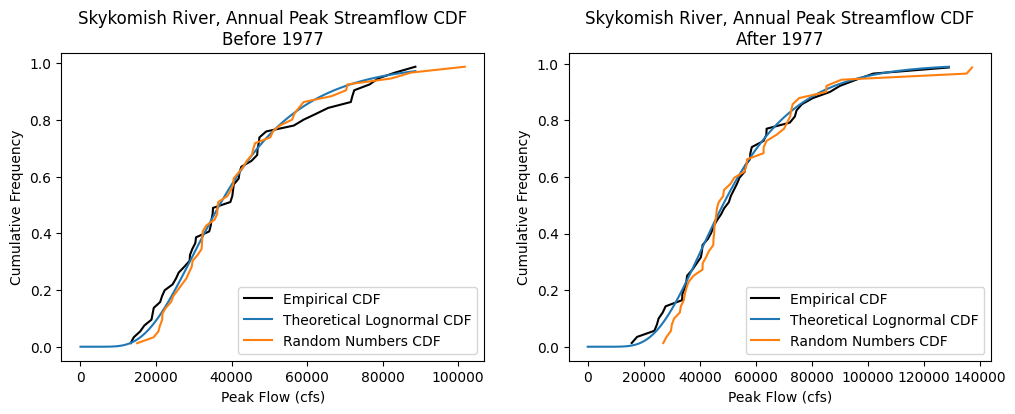 Skykomish River, Annual Peak Streamflow CDF
Before 1977
1.0
0.8
0.6
0.4
0.2
0.0
Cumulative Frequency
Empirical CDF
Theoretical Lognormal CDF
Random Numbers CDF
0 20000 40000 60000 80000 100000
Peak Flow (cfs)
Skykomish River, Annual Peak Streamflow CDF
After 1977
1.0
0.8
0.6
0.4
0.2
0.0
Cumulative Frequency
Empirical CDF
Theoretical Lognormal CDF
Random Numbers CDF
0 20000 40000 60000 80000 100000 120000 140000
Peak Flow (cfs)